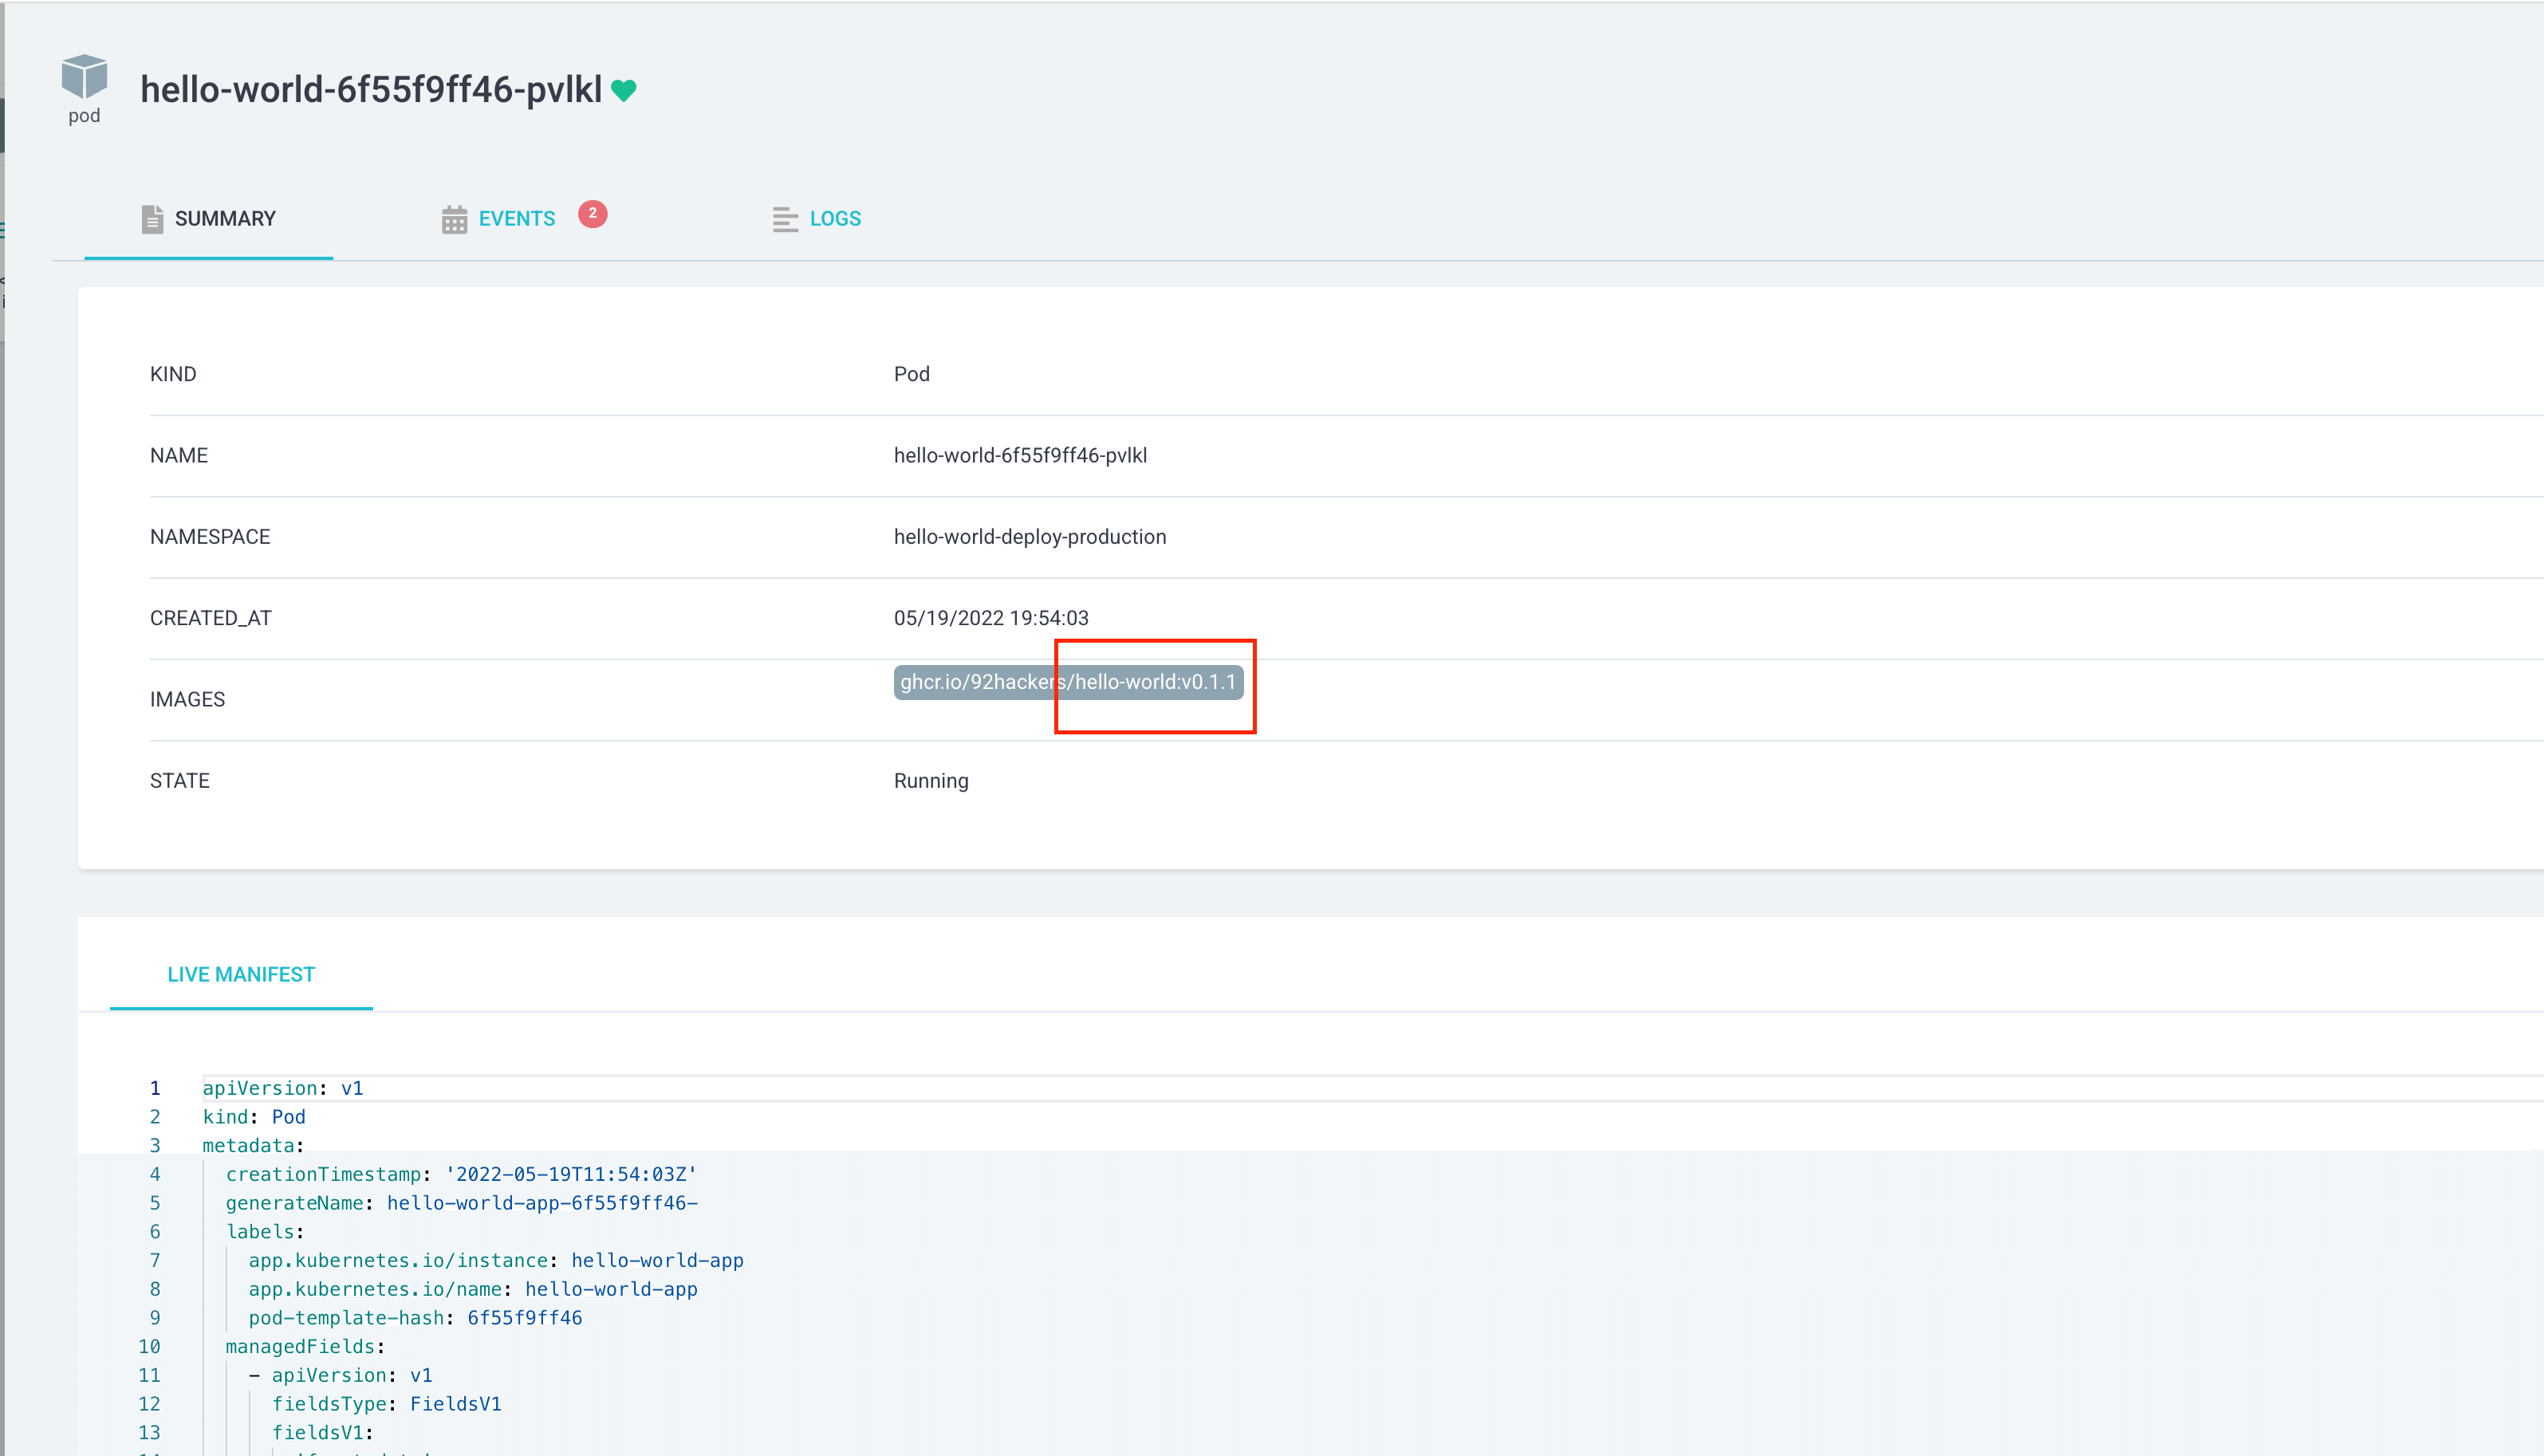 hello-world-6f55f9ff46-pvlkl
pod
SUMMARY
EVENTS 2
LOGS
KIND Pod
NAME hello-world-6f55f9ff46-pvlkl
NAMESPACE hello-world-deploy-production
CREATED_AT 05/19/2022 19:54:03
IMAGES ghcr.io/92hackers/hello-world:v0.1.1
STATE Running
LIVE MANIFEST
1 apiVersion: v1
2 kind: Pod
3 metadata:
4 creationTimestamp: '2022-05-19T11:54:03Z'
5 generateName: hello-world-app-6f55f9ff46-
6 labels:
7 app.kubernetes.io/instance: hello-world-app
8 app.kubernetes.io/name: hello-world-app
9 pod-template-hash: 6f55f9ff46
10 managedFields:
11 - apiVersion: v1
12 fieldsType: FieldsV1
13 fieldsV1: